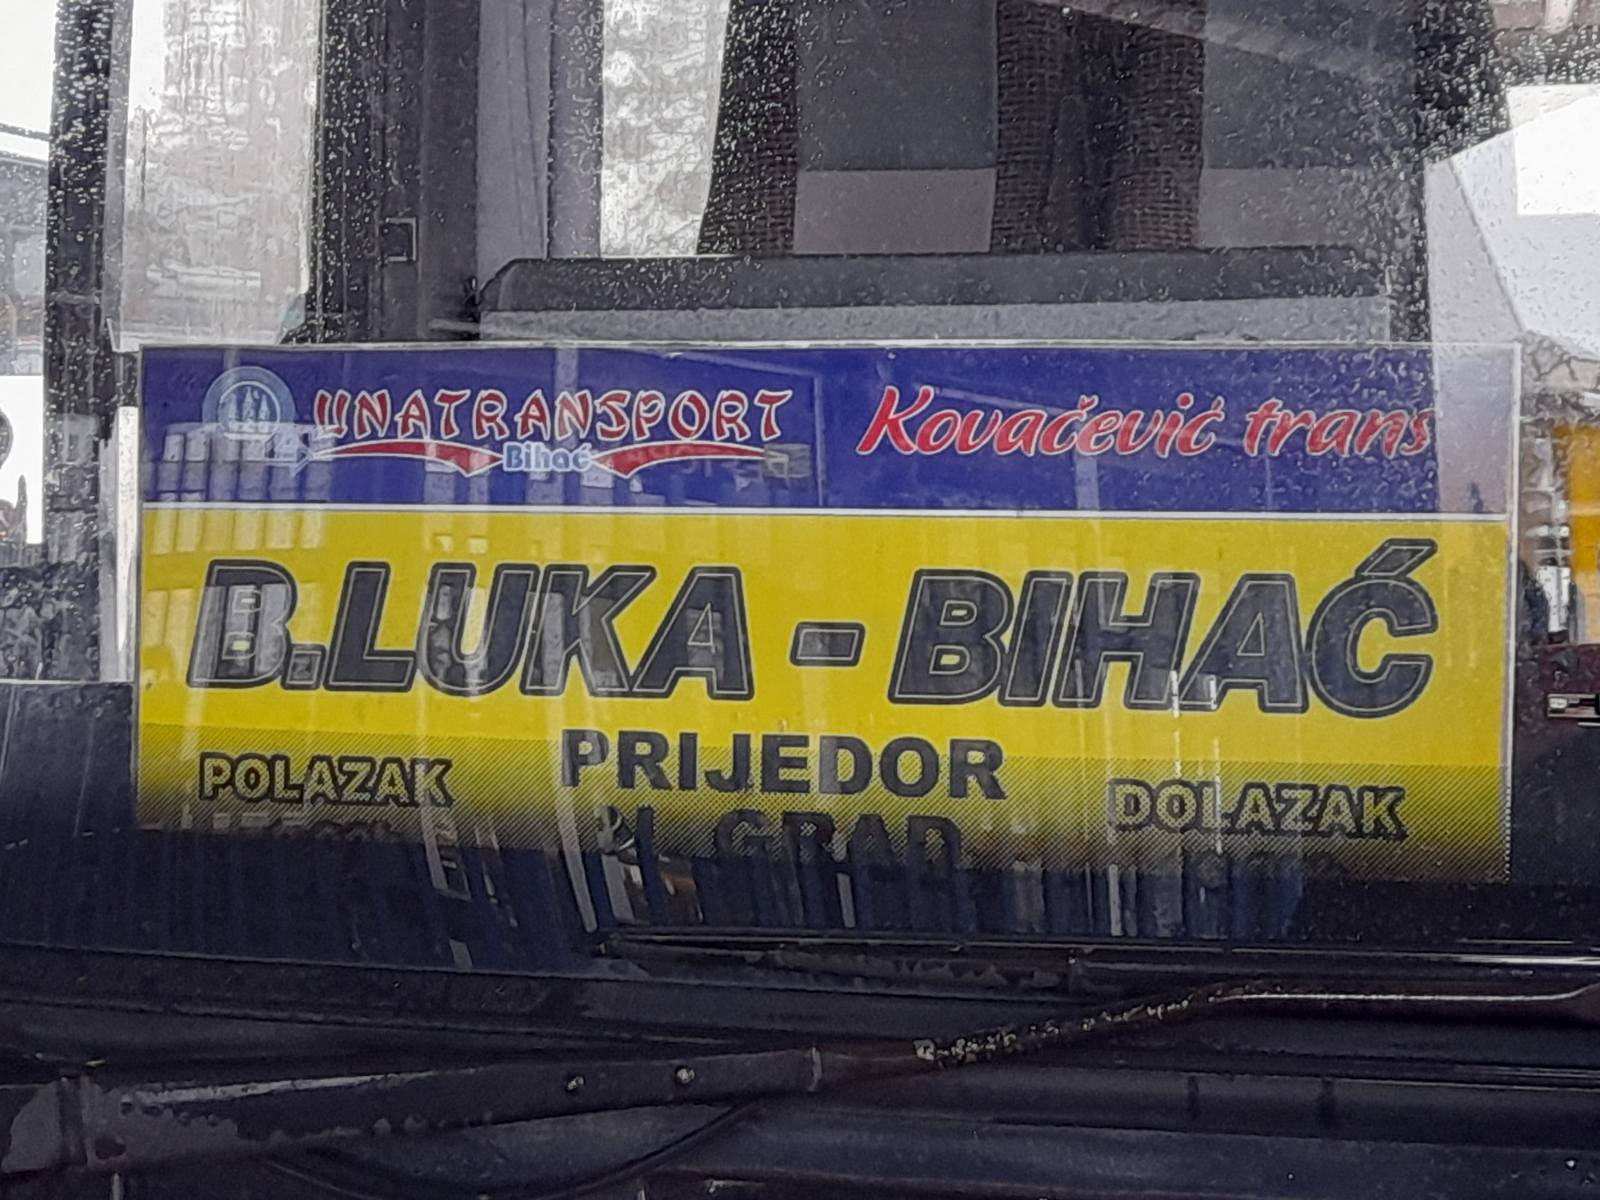 UNATRANSPORT
Bihać
Kovačević trans
B.LUKA - BIHAĆ
PRIJEDOR
POLAZAK
DOLAZAK
GRAD